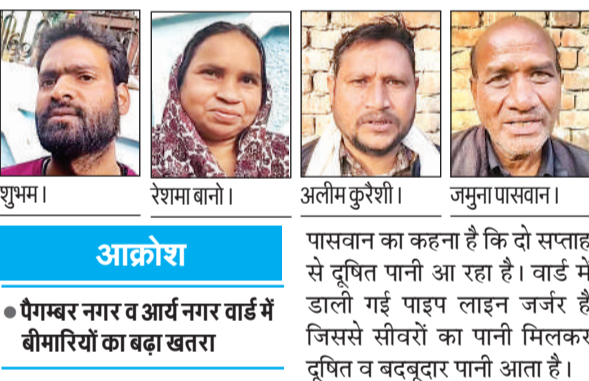 शुभम।
रेशमा बानो।
अलीम कुरैशी।
जमुना पासवान।
आक्रोश
● पैगम्बर नगर व आर्य नगर वार्ड में
बीमारियों का बढ़ा खतरा
पासवान का कहना है कि दो सप्ताह
से दूषित पानी आ रहा है। वार्ड में
डाली गई पाइप लाइन जर्जर है
जिससे सीवरों का पानी मिलकर
दूषित व बदबूदार पानी आता है।